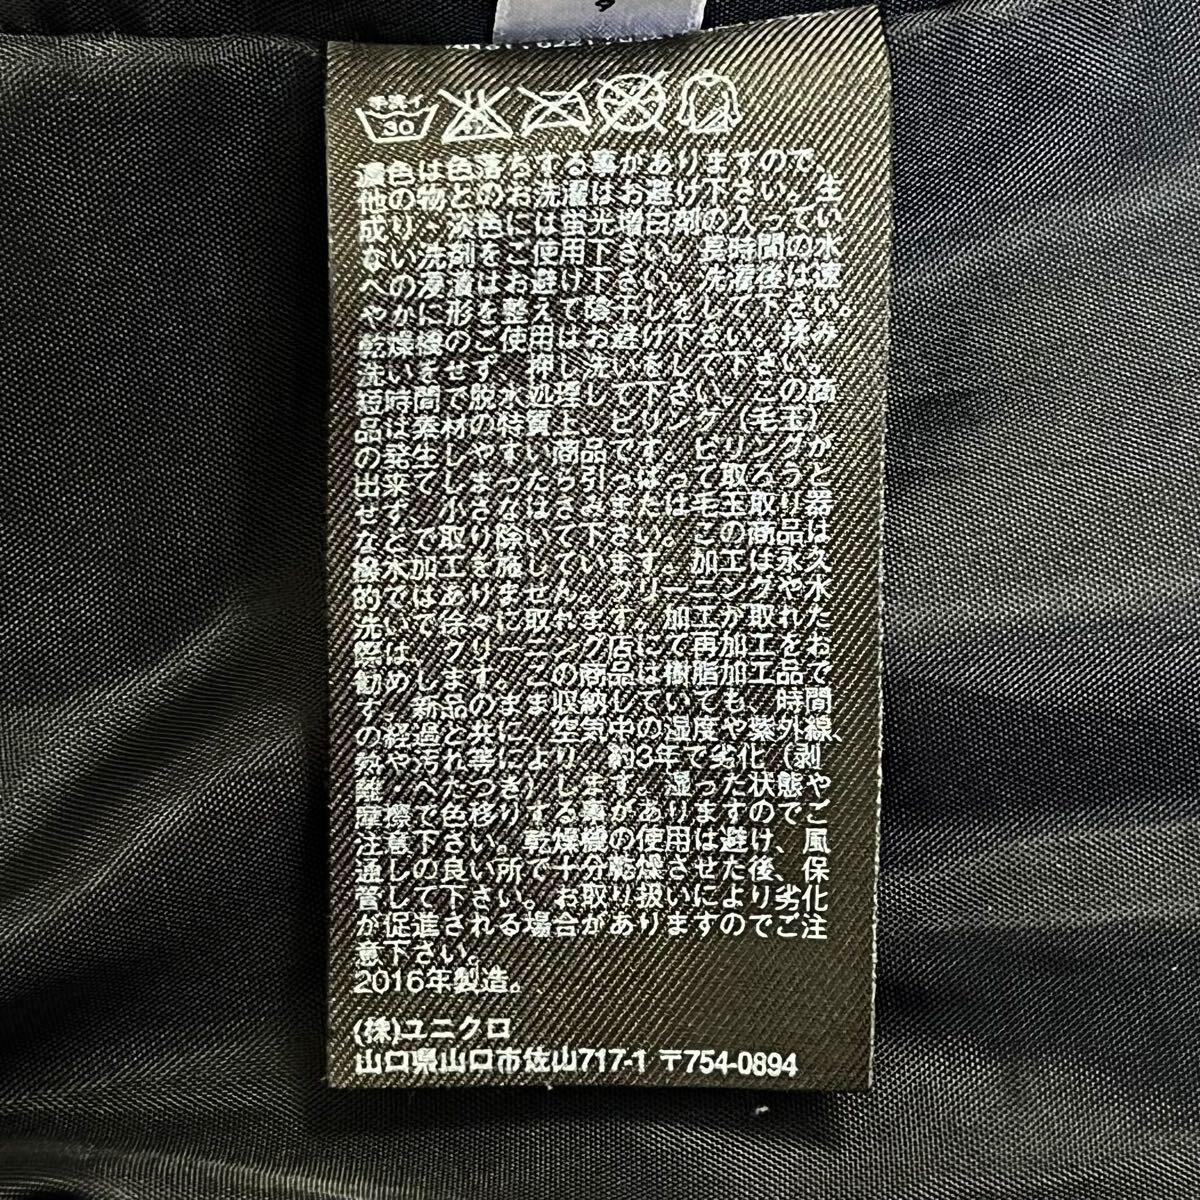 濃色は色落ちする事がありますので、
他の物とのお洗濯はお避け下さい。生
成り、淡色には蛍光増白剤の入ってい
ない洗剤をご使用下さい。長時間の水
への浸漬はお避け下さい。洗濯後は速
やかに形を整えて陰干しをして下さい。
乾燥機のご使用はお避け下さい。揉み
洗いをせず、押し洗いをして下さい。
短時間で脱水処理して下さい。この商
品は素材の特質上、ピリング(毛玉)が
発生しやすい商品です。ピリングが
出来てしまったら引っぱって取ろうと
せず、小さなはさみ、または毛玉取り器
などで取り除いて下さい。この商品は
撥水加工を施しています。加工は永久
的ではありません。クリーニングや水
洗いで徐々に取れます。加工が取れた
際は、クリーニング店にて再加工をお
勧めします。この商品は樹脂加工品で
す。新品のまま収納していても、時間
の経過と共に、空気中の湿度や紫外線、
熱や汚れ等により、約3年で劣化(剥
離、べたつき)します。湿った状態や
摩擦で色移りする事がありますのでご
注意下さい。乾燥機の使用は避け、風
通しの良い所で十分乾燥させた後、保
管して下さい。お取り扱いにより劣化
が促進される場合がありますのでご注
意下さい。
2016年製造。
(株)ユニクロ
山口県山口市佐山717-1 〒754-0894